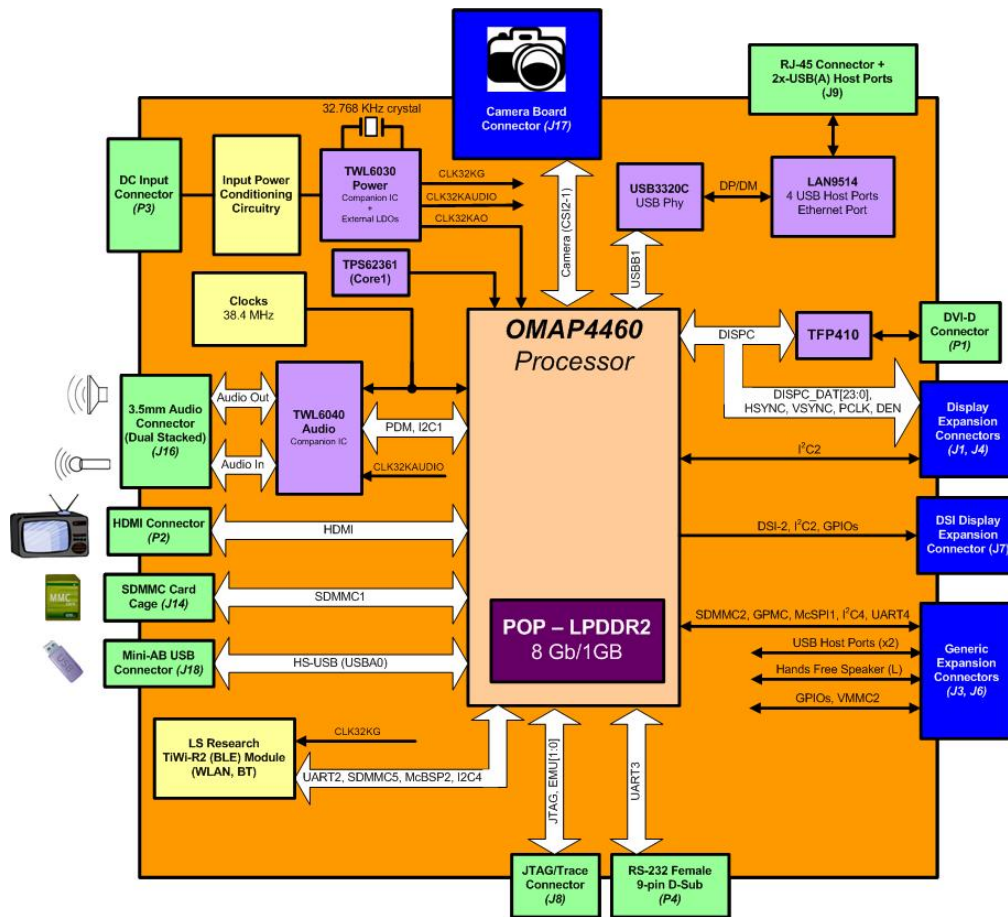 Camera Board
Connector (J17)
RJ-45 Connector +
2x-USB(A) Host Ports
(J9)
32.768 KHz crystal
DC Input
Connector
(P3)
Input Power
Conditioning
Circuitry
TWL6030
Power
Companion IC
+
External LDOs
CLK32KG
CLK32KAUDIO
CLK32KAO
Camera (CSI2-1)
USB3320C
USB Phy
DP/DM
LAN9514
4 USB Host Ports
Ethernet Port
USBB1
TPS62361
(Core1)
Clocks
38.4 MHz
OMAP4460
Processor
DISPC
TFP410
DVI-D
Connector
(P1)
DISPC_DAT[23:0],
HSYNC, VSYNC, PCLK, DEN
Display
Expansion
Connectors
(J1, J4)
3.5mm Audio
Connector
(Dual Stacked)
(J16)
Audio Out
Audio In
TWL6040
Audio
Companion IC
PDM, I2C1
CLK32KAUDIO
I²C2
HDMI Connector
(P2)
HDMI
DSI-2, I²C2, GPIOs
DSI Display
Expansion
Connector (J7)
MMC
SDMMC Card
Cage (J14)
SDMMC1
POP – LPDDR2
8 Gb/1GB
SDMMC2, GPMC, McSPI1, I²C4, UART4
USB Host Ports (x2)
Hands Free Speaker (L)
GPIOs, VMMC2
Generic
Expansion
Connectors
(J3, J6)
Mini-AB USB
Connector
(J18)
HS-USB (USBA0)
LS Research
TiWi-R2 (BLE) Module
(WLAN, BT)
CLK32KG
UART2, SDMMC5, McBSP2, I2C4
JTAG, EMU[1:0]
UART3
JTAG/Trace
Connector
(J8)
RS-232 Female
9-pin D-Sub
(P4)